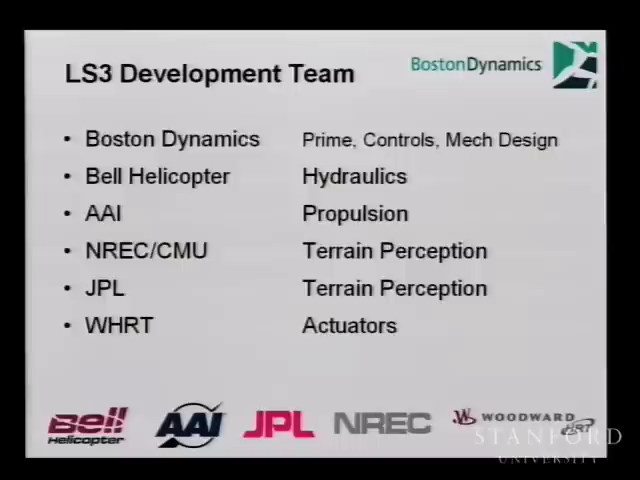 LS3 Development Team
BostonDynamics
• Boston Dynamics Prime, Controls, Mech Design
• Bell Helicopter Hydraulics
• AAI Propulsion
• NREC/CMU Terrain Perception
• JPL Terrain Perception
• WHRT Actuators
Bell Helicopter
AAI
JPL
NREC
WOODWARD HRT
STANFORD
UNIVERSITY